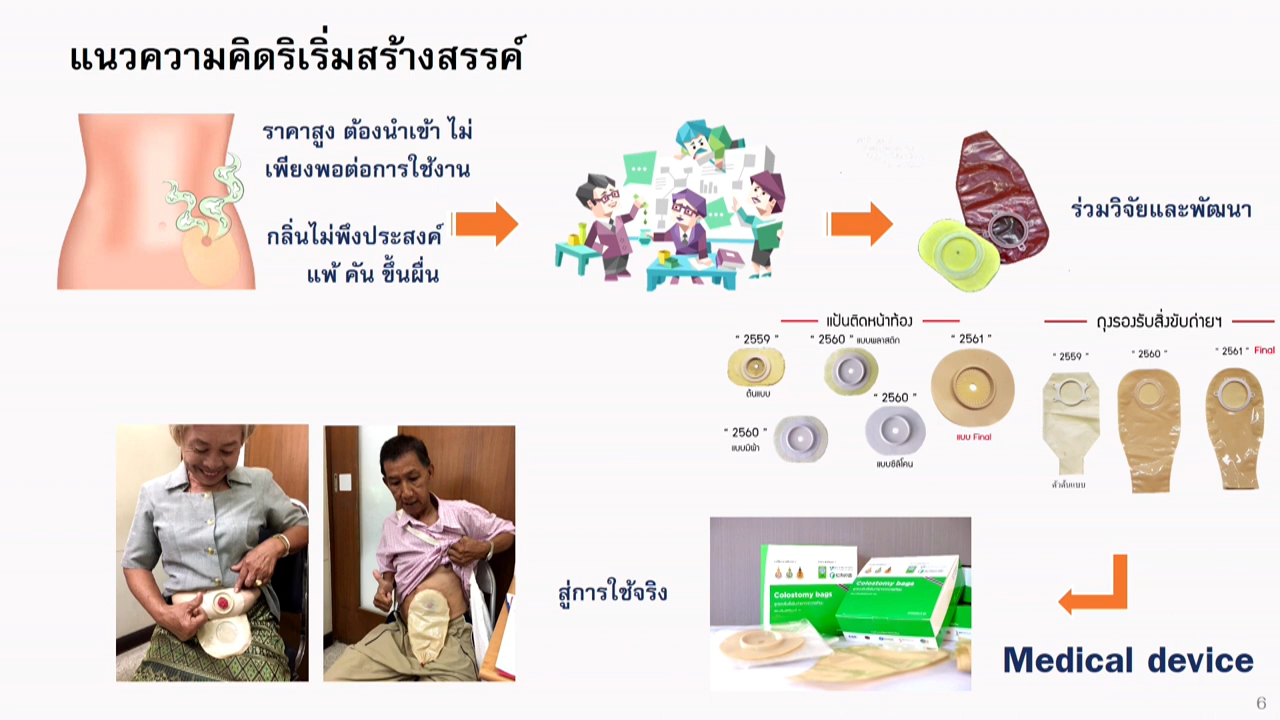 แนวความคิดริเริ่มสร้างสรรค์
ราคาสูง ต้องนำเข้า ไม่
เพียงพอต่อการใช้งาน
กลิ่นไม่พึงประสงค์
แพ้ คัน ขึ้นผื่น
ร่วมวิจัยและพัฒนา
แป้นติดหน้าท้อง
" 2559 "
ต้นแบบ
" 2560 " แบบพลาสติก
" 2561 "
แบบ Final
" 2560 "
แบบมีผ้า
" 2560 "
แบบซิลิโคน
ถุงรองรับสิ่งขับถ่ายฯ
" 2559 "
ตัวต้นแบบ
" 2560 "
" 2561 " Final
Colostomy bags
Colostomy bags
สู่การใช้จริง
Medical device
6